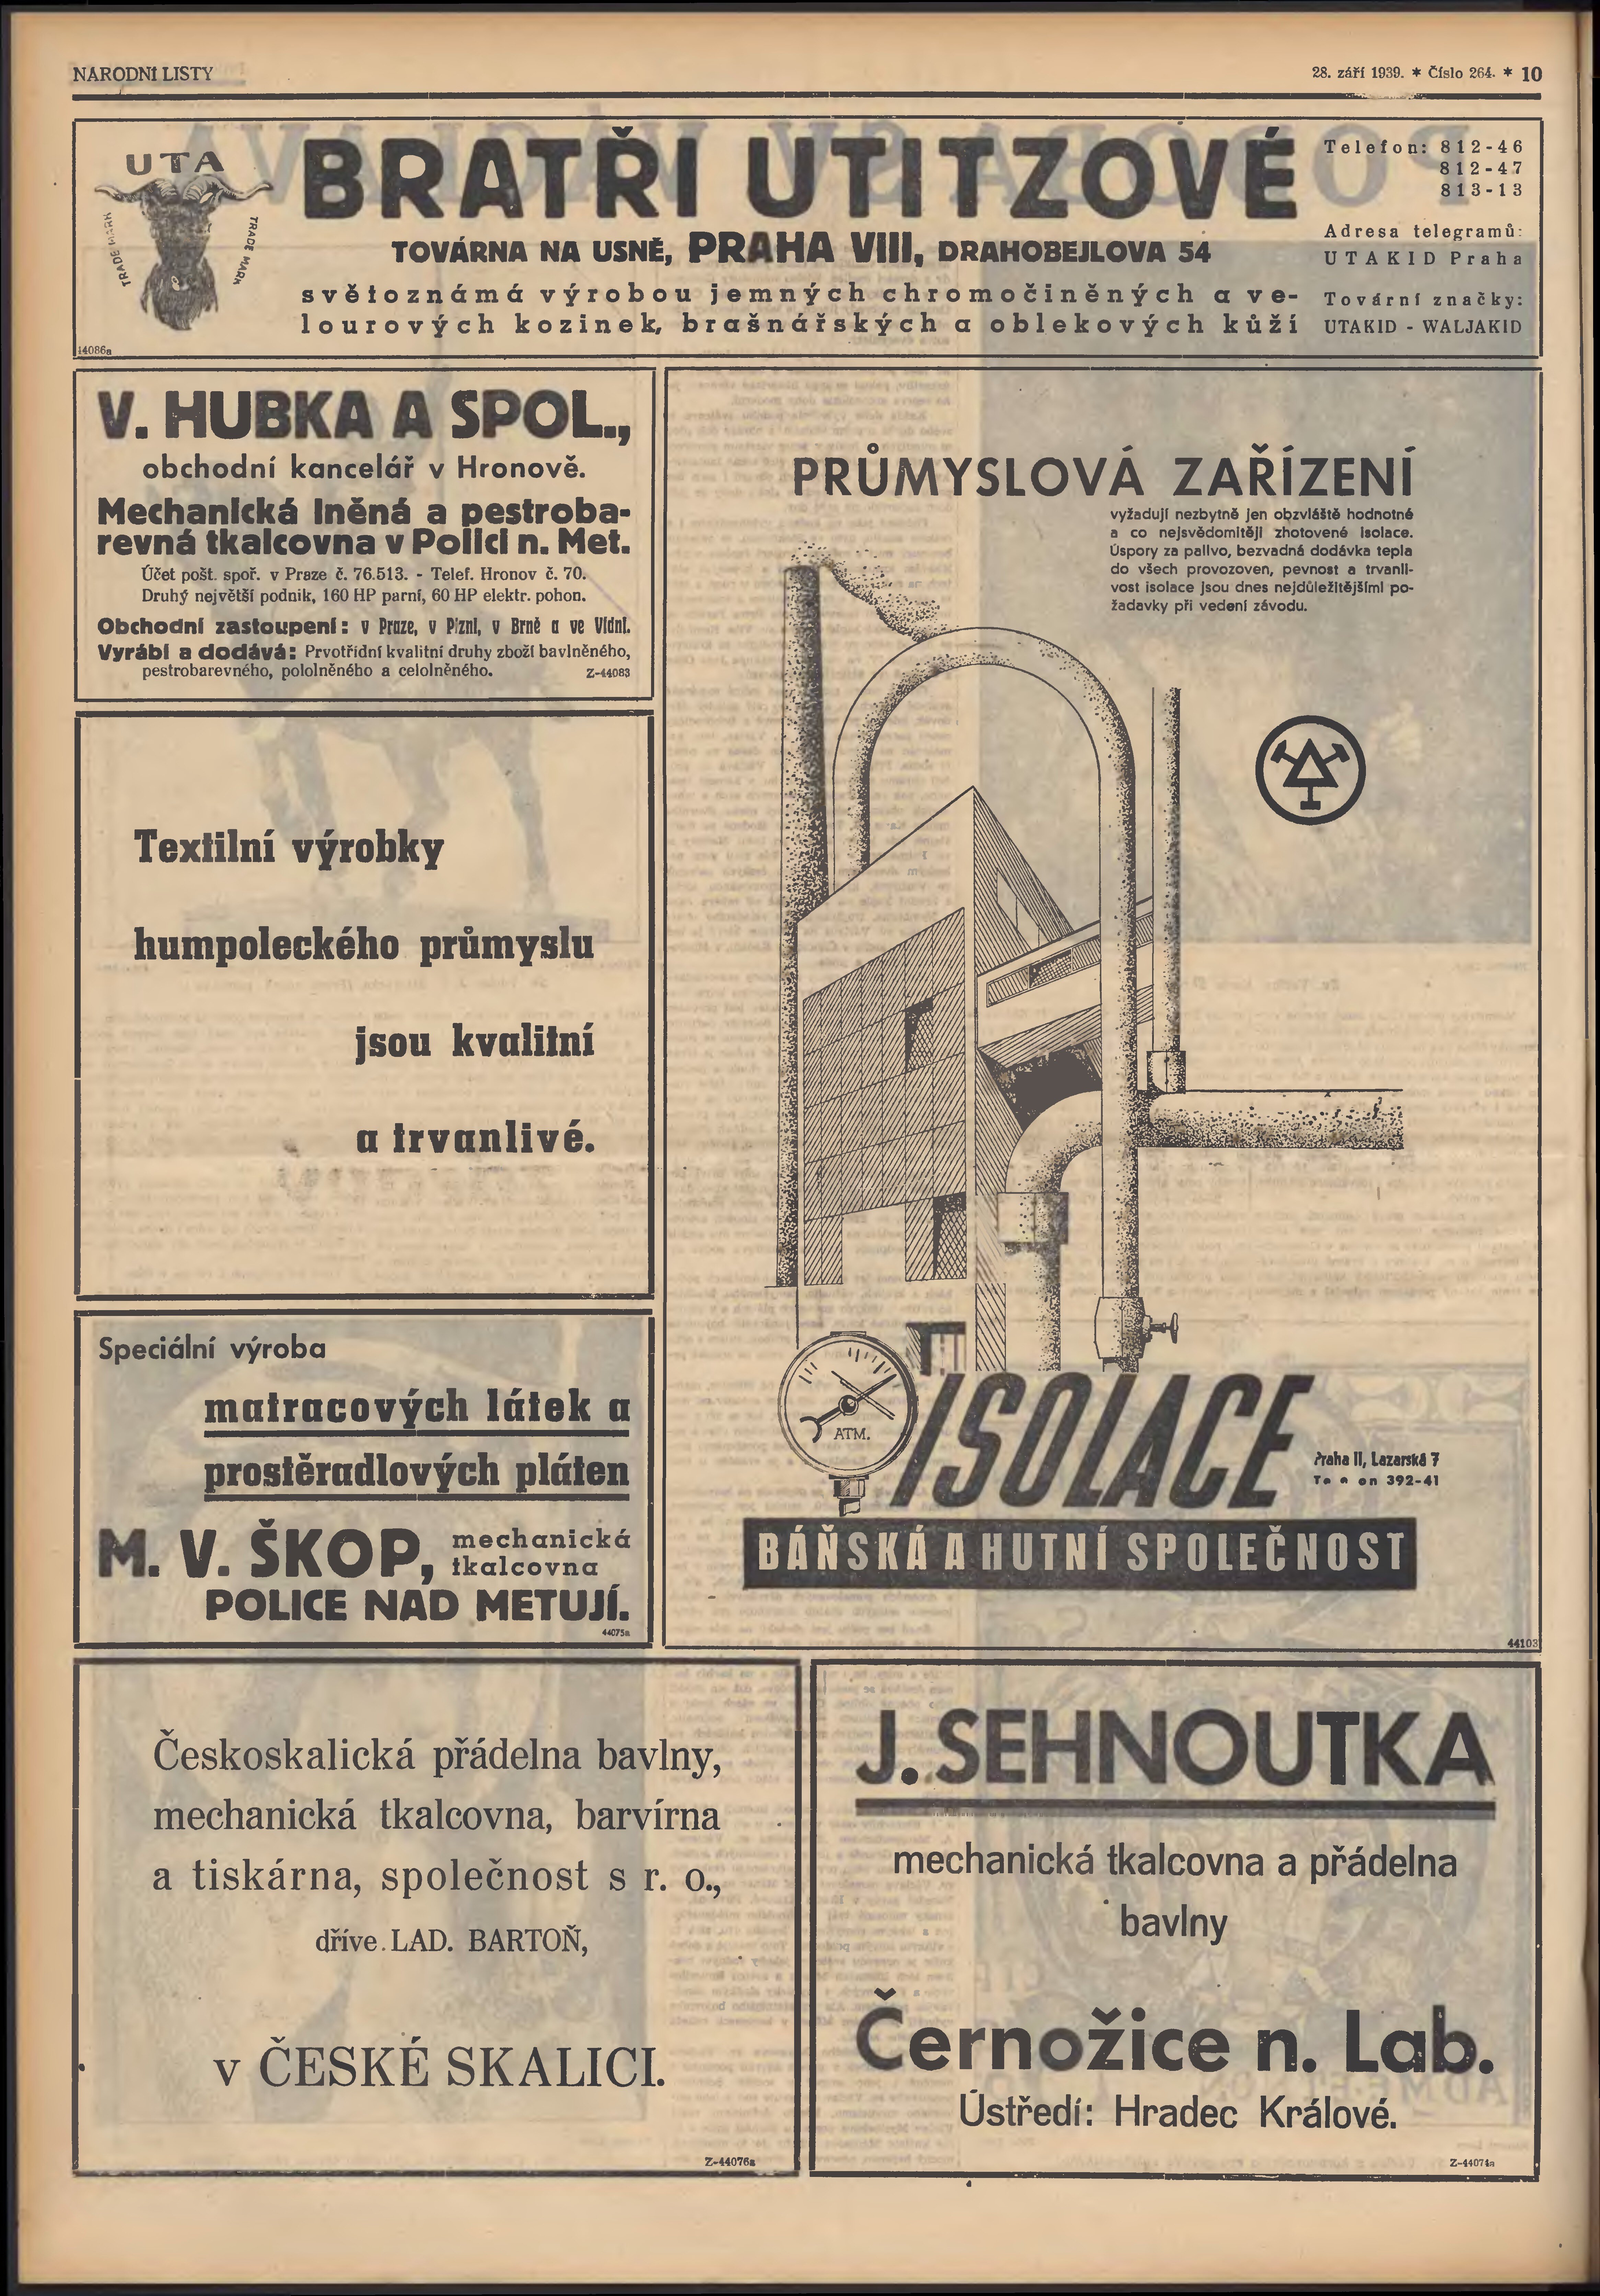 NÁRODNÍ LISTY
28. září 1939. * Číslo 264. * 10
UTA
TRADE MARK
TRADE MARK
BRATŘI UTITZOVÉ
TOVÁRNA NA USNĚ, PRAHA VIII, DRAHOBEJLOVA 54
světoznámá výrobou jemných chromočiněných a ve-
lourových kozinek, brašnářských a oblekových kůží
Telefon: 812-46
812-47
813-13
Adresa telegramů:
UTAKID Praha
Tovární značky:
UTAKID - WALJAKID
14086a
V. HUBKA A SPOL.,
obchodní kancelář v Hronově.
Mechanická lněná a pestroba-
revná tkalcovna v Polici n. Met.
Účet pošt. spoř. v Praze č. 76.513. - Telef. Hronov č. 70.
Druhý největší podnik, 160 HP parní, 60 HP elektr. pohon.
Obchodní zastoupení: v Praze, v Plzni, v Brně a ve Vídni.
Vyrábí a dodává: Prvotřídní kvalitní druhy zboží bavlněného,
pestrobarevného, pololněného a celolněného.
Z-44083
Textilní výrobky
humpoleckého průmyslu
jsou kvalitní
a trvanlivé.
Speciální výroba
matracových látek a
prostěradlových pláten
M. V. ŠKOP, mechanická
tkalcovna
POLICE NAD METUJÍ.
44075a
PRŮMYSLOVÁ ZAŘÍZENÍ
vyžadují nezbytně jen obzvláště hodnotné
a co nejsvědomitěji zhotovené isolace.
Úspory za palivo, bezvadná dodávka tepla
do všech provozoven, pevnost a trvanli-
vost isolace jsou dnes nejdůležitějšími po-
žadavky při vedení závodu.
ATM.
ISOLACE
Praha II, Lazarská 7
392-41
BÁŇSKÁ A HUTNÍ SPOLEČNOST
44103
Českoskalická přádelna bavlny,
mechanická tkalcovna, barvírna
a tiskárna, společnost s r. o.,
dříve LAD. BARTOŇ,
v ČESKÉ SKALICI.
Z-44076a
J. SEHNOUTKA
mechanická tkalcovna a přádelna
bavlny
Černožice n. Lab.
Ústředí: Hradec Králové.
Z-44074a